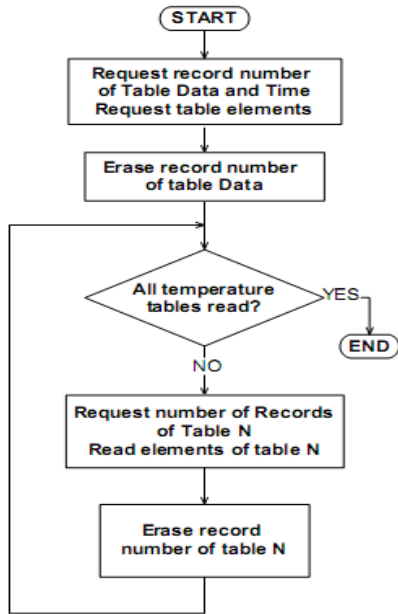 START
Request record number
of Table Data and Time
Request table elements
Erase record number
of table Data
All temperature
tables read?
YES
END
NO
Request number of Records
of Table N
Read elements of table N
Erase record
number of table N